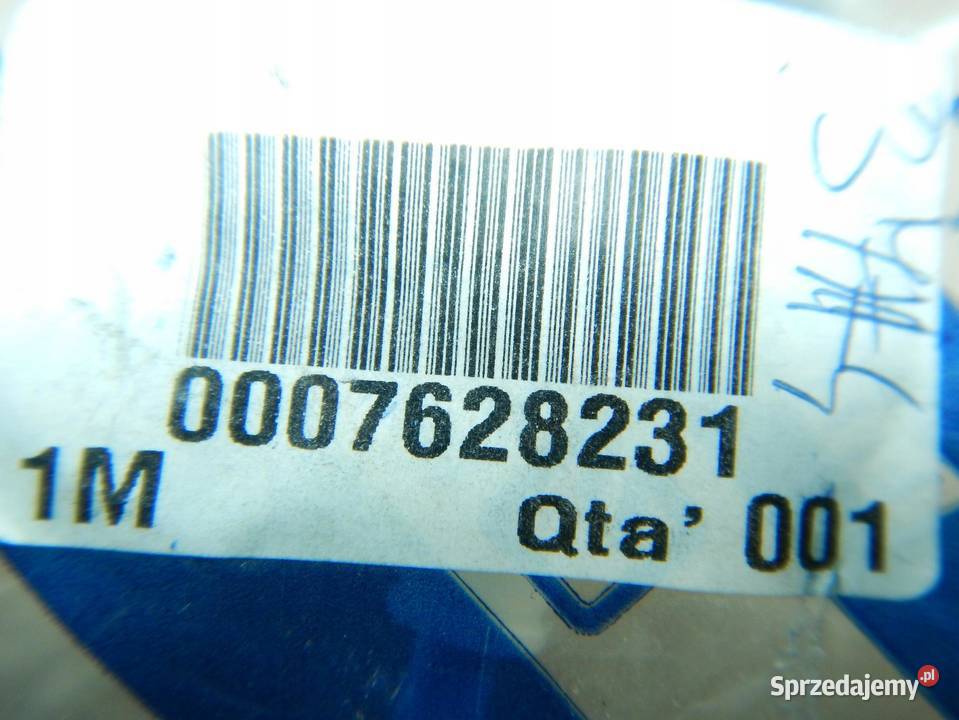 0007628231
1M Qta' 001
Sprzedajemy.pl